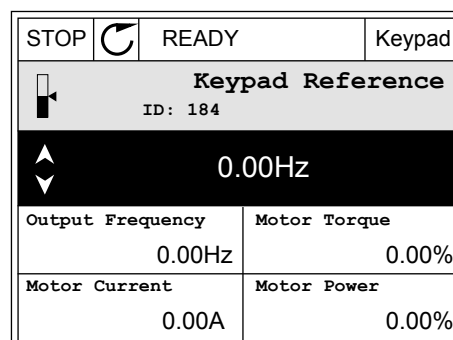 STOP READY Keypad
Keypad Reference
ID: 184
0.00Hz
Output Frequency Motor Torque
0.00Hz 0.00%
Motor Current Motor Power
0.00A 0.00%